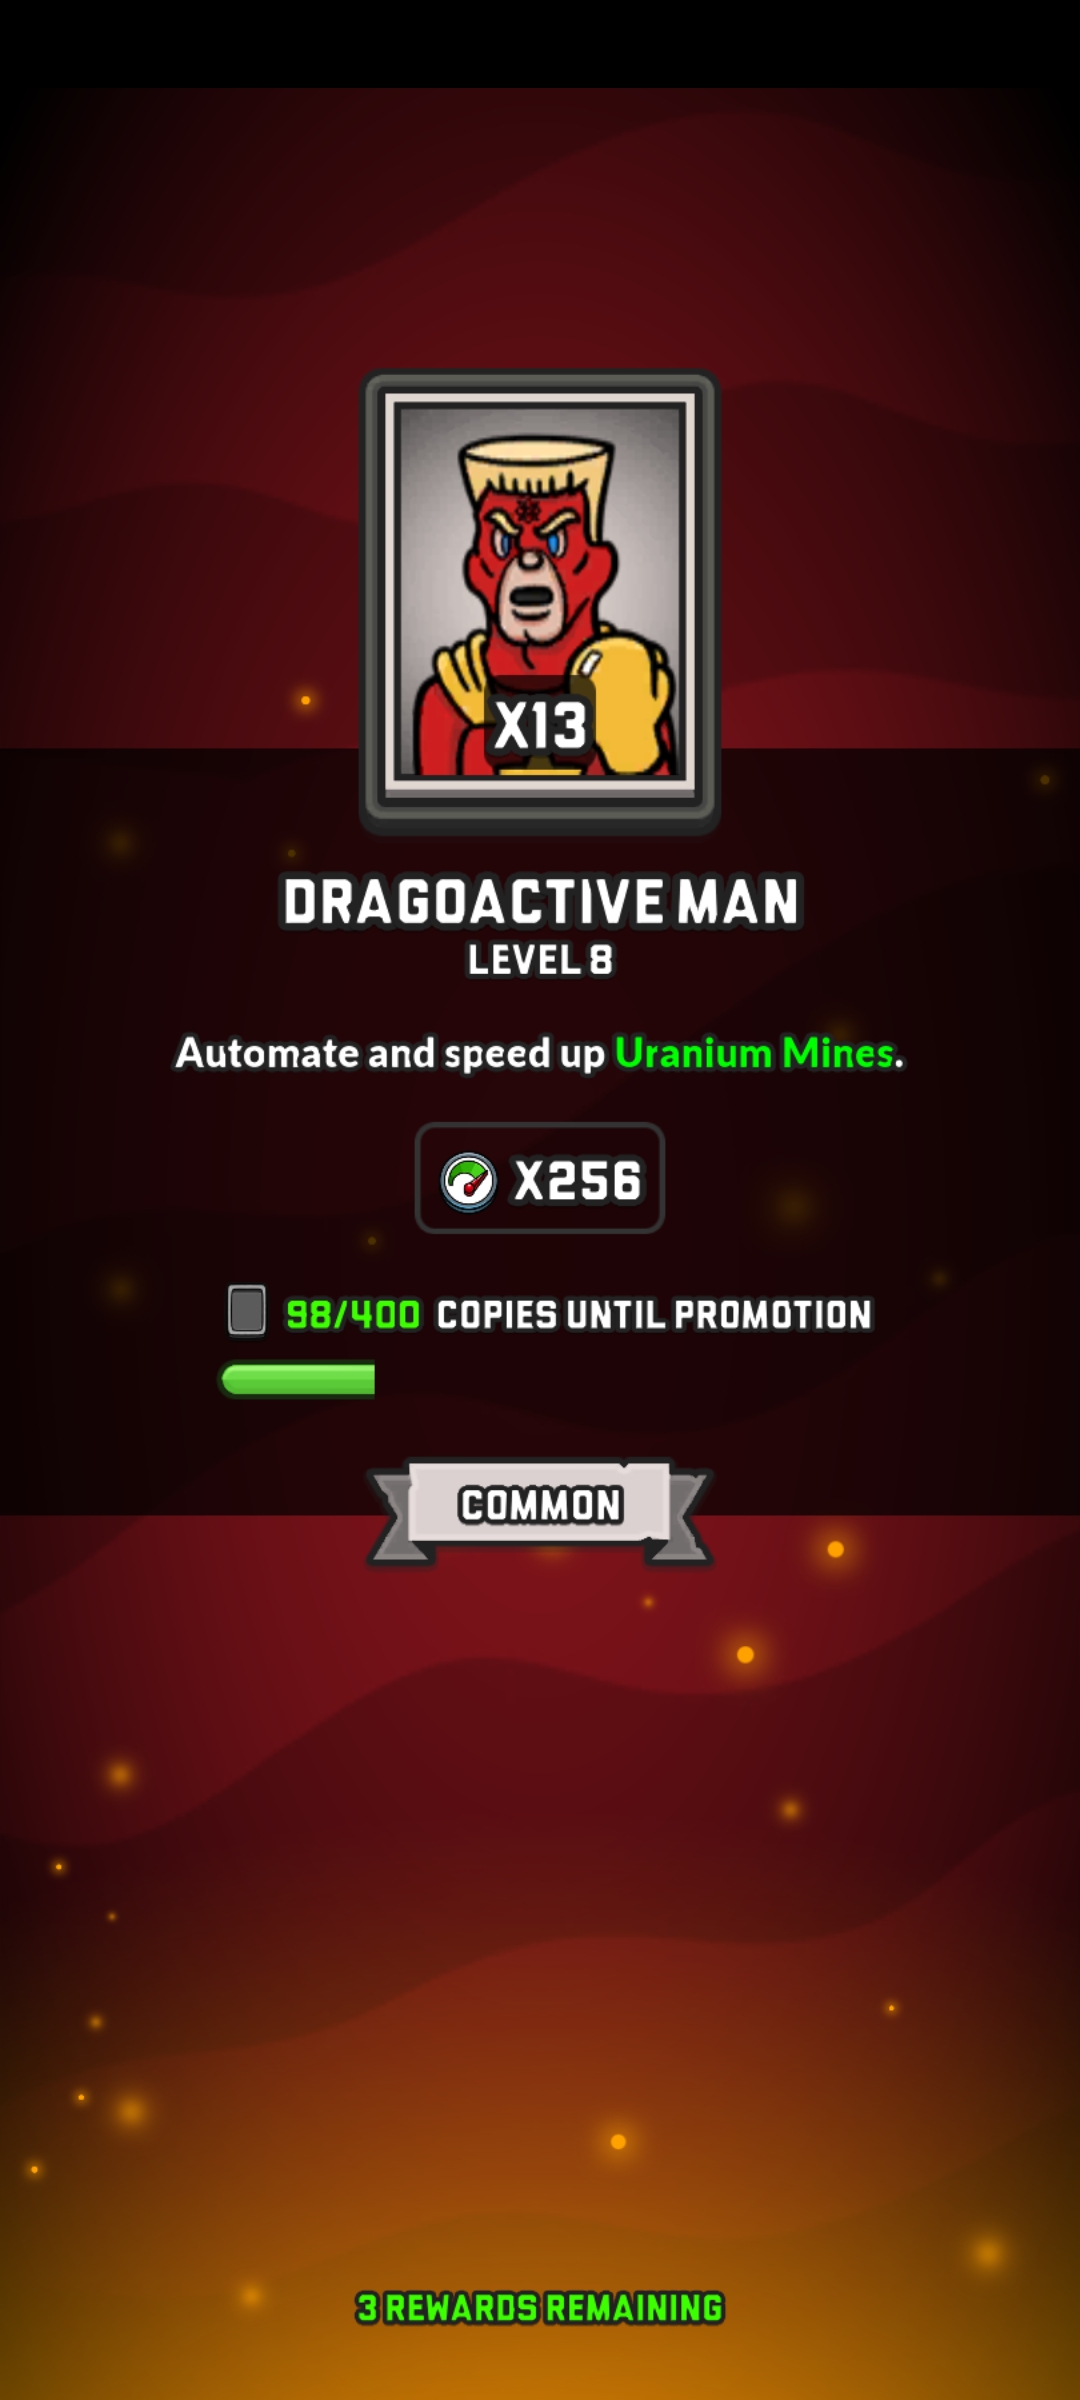 X13
DRAGOACTIVE MAN
LEVEL 8
Automate and speed up Uranium Mines.
X256
98/400 COPIES UNTIL PROMOTION
COMMON
3 REWARDS REMAINING